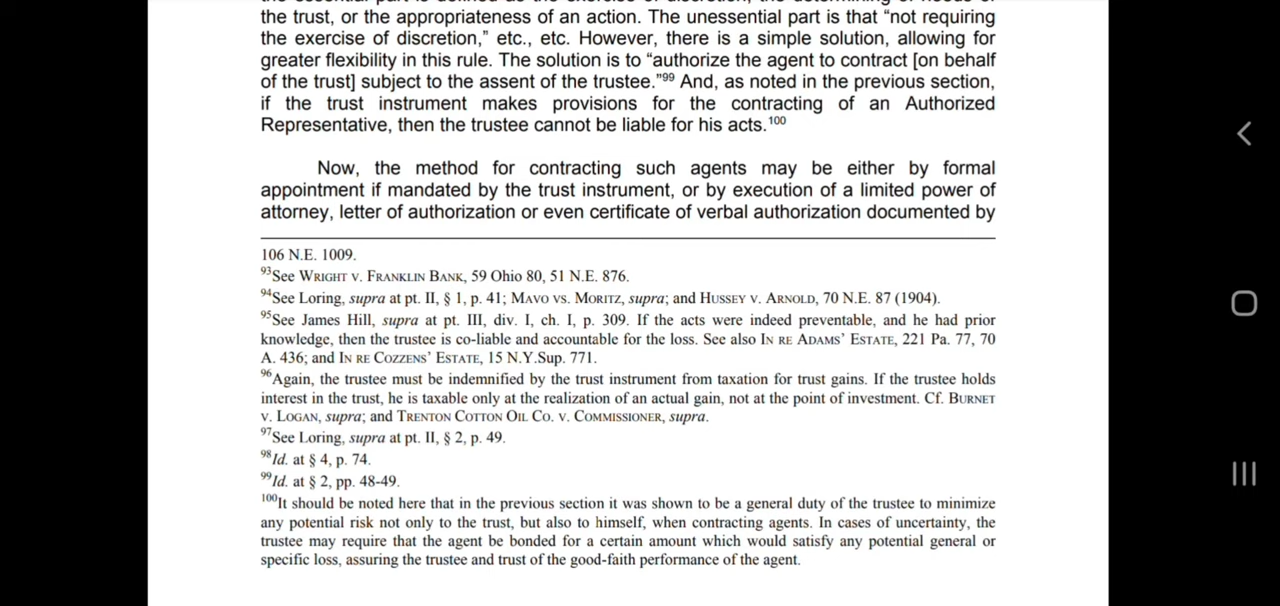 the trust, or the appropriateness of an action. The unessential part is that “not requiring
the exercise of discretion,” etc., etc. However, there is a simple solution, allowing for
greater flexibility in this rule. The solution is to “authorize the agent to contract [on behalf
of the trust] subject to the assent of the trustee.”99 And, as noted in the previous section,
if the trust instrument makes provisions for the contracting of an Authorized
Representative, then the trustee cannot be liable for his acts.100
Now, the method for contracting such agents may be either by formal
appointment if mandated by the trust instrument, or by execution of a limited power of
attorney, letter of authorization or even certificate of verbal authorization documented by
106 N.E. 1009.
93See WRIGHT V. FRANKLIN BANK, 59 Ohio 80, 51 N.E. 876.
94See Loring, supra at pt. II, § 1, p. 41; MAVO VS. MORITZ, supra; and HUSSEY V. ARNOLD, 70 N.E. 87 (1904).
95See James Hill, supra at pt. III, div. I, ch. I, p. 309. If the acts were indeed preventable, and he had prior
knowledge, then the trustee is co-liable and accountable for the loss. See also IN RE ADAMS’ ESTATE, 221 Pa. 77, 70
A. 436; and IN RE COZZENS’ ESTATE, 15 N.Y.Sup. 771.
96Again, the trustee must be indemnified by the trust instrument from taxation for trust gains. If the trustee holds
interest in the trust, he is taxable only at the realization of an actual gain, not at the point of investment. Cf. BURNET
V. LOGAN, supra; and TRENTON COTTON OIL CO. V. COMMISSIONER, supra.
97See Loring, supra at pt. II, § 2, p. 49.
98Id. at § 4, p. 74.
99Id. at § 2, pp. 48-49.
100It should be noted here that in the previous section it was shown to be a general duty of the trustee to minimize
any potential risk not only to the trust, but also to himself, when contracting agents. In cases of uncertainty, the
trustee may require that the agent be bonded for a certain amount which would satisfy any potential general or
specific loss, assuring the trustee and trust of the good-faith performance of the agent.